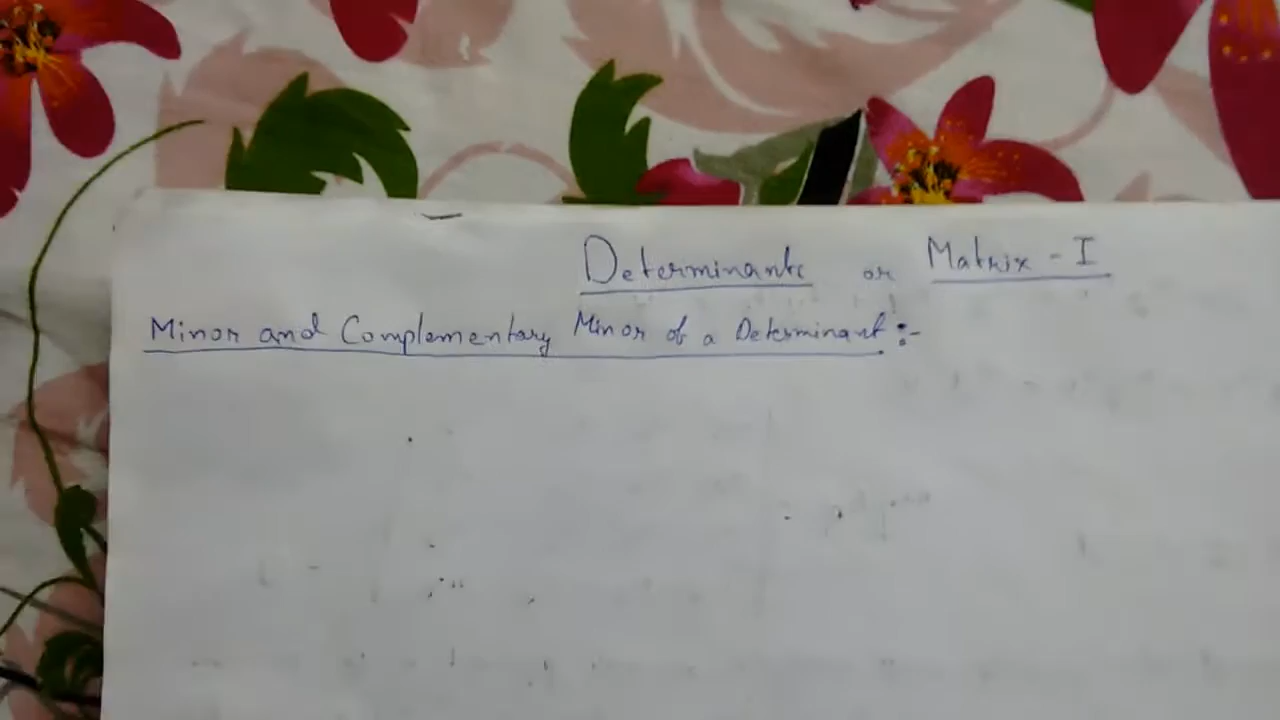 Determinants or Matrix - I
Minor and Complementary Minor of a Determinant :-